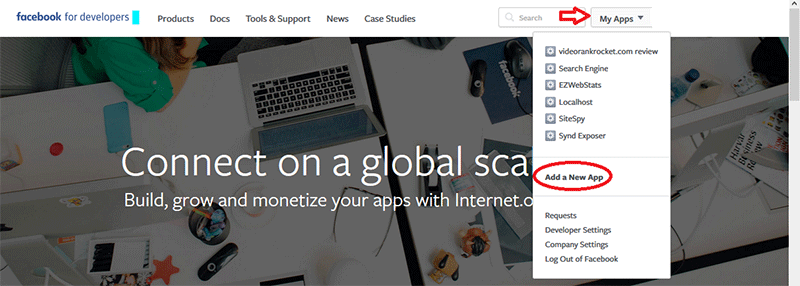 facebook for developers
Products Docs Tools & Support News Case Studies
Search
My Apps
videorankrocket.com review
Search Engine
EZWebStats
Localhost
SiteSpy
Synd Exposer
Add a New App
Requests
Developer Settings
Company Settings
Log Out of Facebook
Connect on a global sca
Build, grow and monetize your apps with Internet.o
facebook